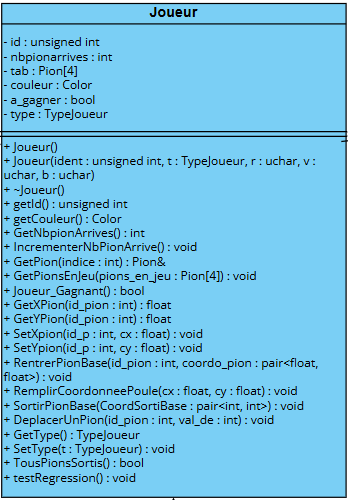 Joueur
- id : unsigned int
- nbpionarrives : int
- tab : Pion[4]
- couleur : Color
- a_gagner : bool
- type : TypeJoueur
+ Joueur()
+ Joueur(ident : unsigned int, t : TypeJoueur, r : uchar, v :
uchar, b : uchar)
+ ~Joueur()
+ getId() : unsigned int
+ getCouleur() : Color
+ GetNbpionArrives() : int
+ IncrementerNbPionArrive() : void
+ GetPion(indice : int) : Pion&
+ GetPionsEnJeu(pions_en_jeu : Pion[4]) : void
+ Joueur_Gagnant() : bool
+ GetXPion(id_pion : int) : float
+ GetYPion(id_pion : int) : float
+ SetXpion(id_p : int, cx : float) : void
+ SetYpion(id_p : int, cy : float) : void
+ RentrerPionBase(id_pion : int, coordo_pion : pair<float,
float>) : void
+ RemplirCoordonneePoule(cx : float, cy : float) : void
+ SortirPionBase(CoordSortiBase : pair<int, int>) : void
+ DeplacerUnPion(id_pion : int, val_de : int) : void
+ GetType() : TypeJoueur
+ SetType(t : TypeJoueur) : void
+ TousPionsSortis() : bool
+ testRegression() : void